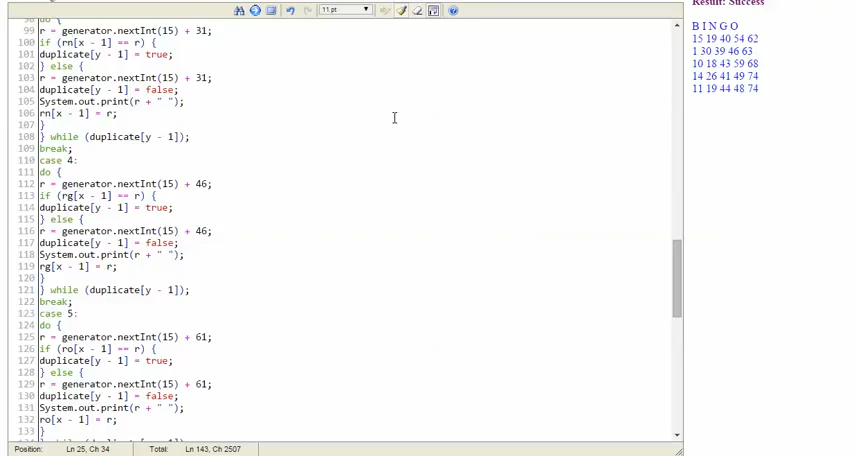 11 pt
98 do {
99 r = generator.nextInt(15) + 31;
100 if (rn[x - 1] == r) {
101 duplicate[y - 1] = true;
102 } else {
103 r = generator.nextInt(15) + 31;
104 duplicate[y - 1] = false;
105 System.out.print(r + " ");
106 rn[x - 1] = r;
107 }
108 } while (duplicate[y - 1]);
109 break;
110 case 4:
111 do {
112 r = generator.nextInt(15) + 46;
113 if (rg[x - 1] == r) {
114 duplicate[y - 1] = true;
115 } else {
116 r = generator.nextInt(15) + 46;
117 duplicate[y - 1] = false;
118 System.out.print(r + " ");
119 rg[x - 1] = r;
120 }
121 } while (duplicate[y - 1]);
122 break;
123 case 5:
124 do {
125 r = generator.nextInt(15) + 61;
126 if (ro[x - 1] == r) {
127 duplicate[y - 1] = true;
128 } else {
129 r = generator.nextInt(15) + 61;
130 duplicate[y - 1] = false;
131 System.out.print(r + " ");
132 ro[x - 1] = r;
133 }
Position: Ln 25, Ch 34 Total: Ln 143, Ch 2507
Result: Success
B I N G O
15 19 40 54 62
1 30 39 46 63
10 18 43 59 68
14 26 41 49 74
11 19 44 48 74